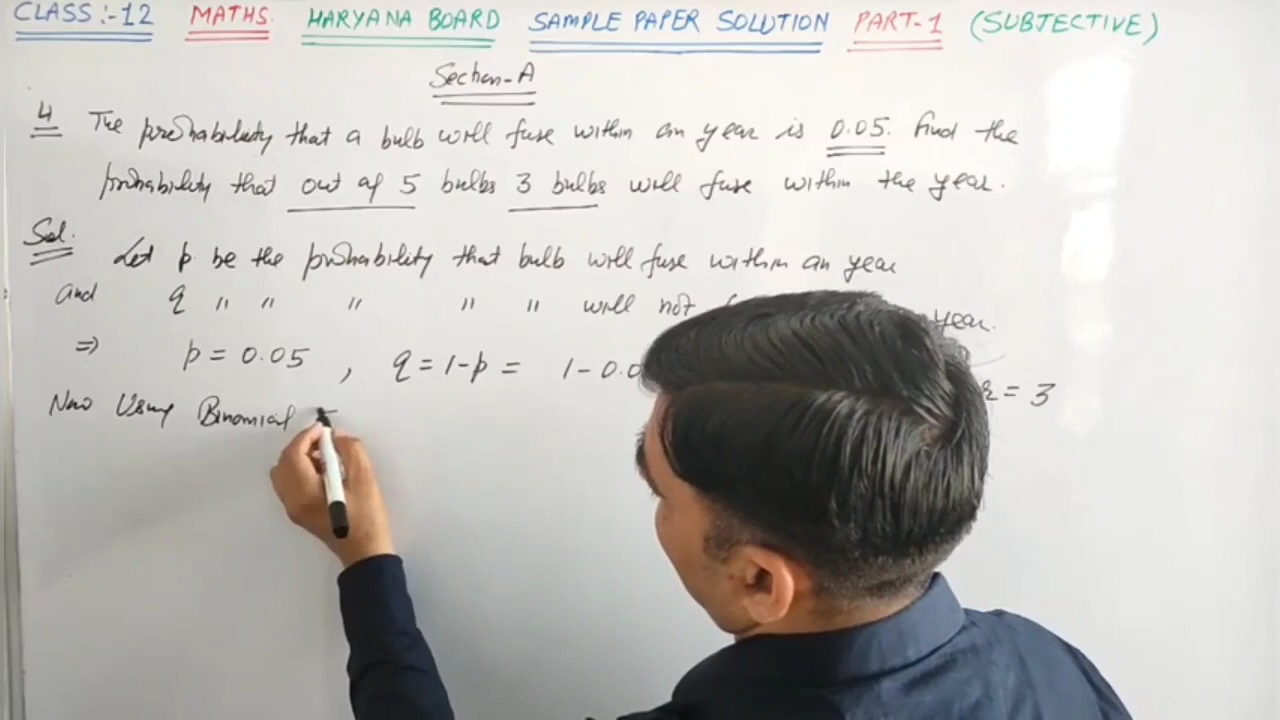 CLASS :- 12 MATHS. HARYANA BOARD SAMPLE PAPER SOLUTION PART-1 (SUBJECTIVE)
Section-A
4 The probability that a bulb will fuse within an year is 0.05. Find the
probability that out of 5 bulbs 3 bulbs will fuse within the year.
Sol.
Let p be the probability that bulb will fuse within an year
and q " " " " " will not year.
=> p = 0.05 , q = 1-p = 1-0.0 = 3
Now Using Binomial